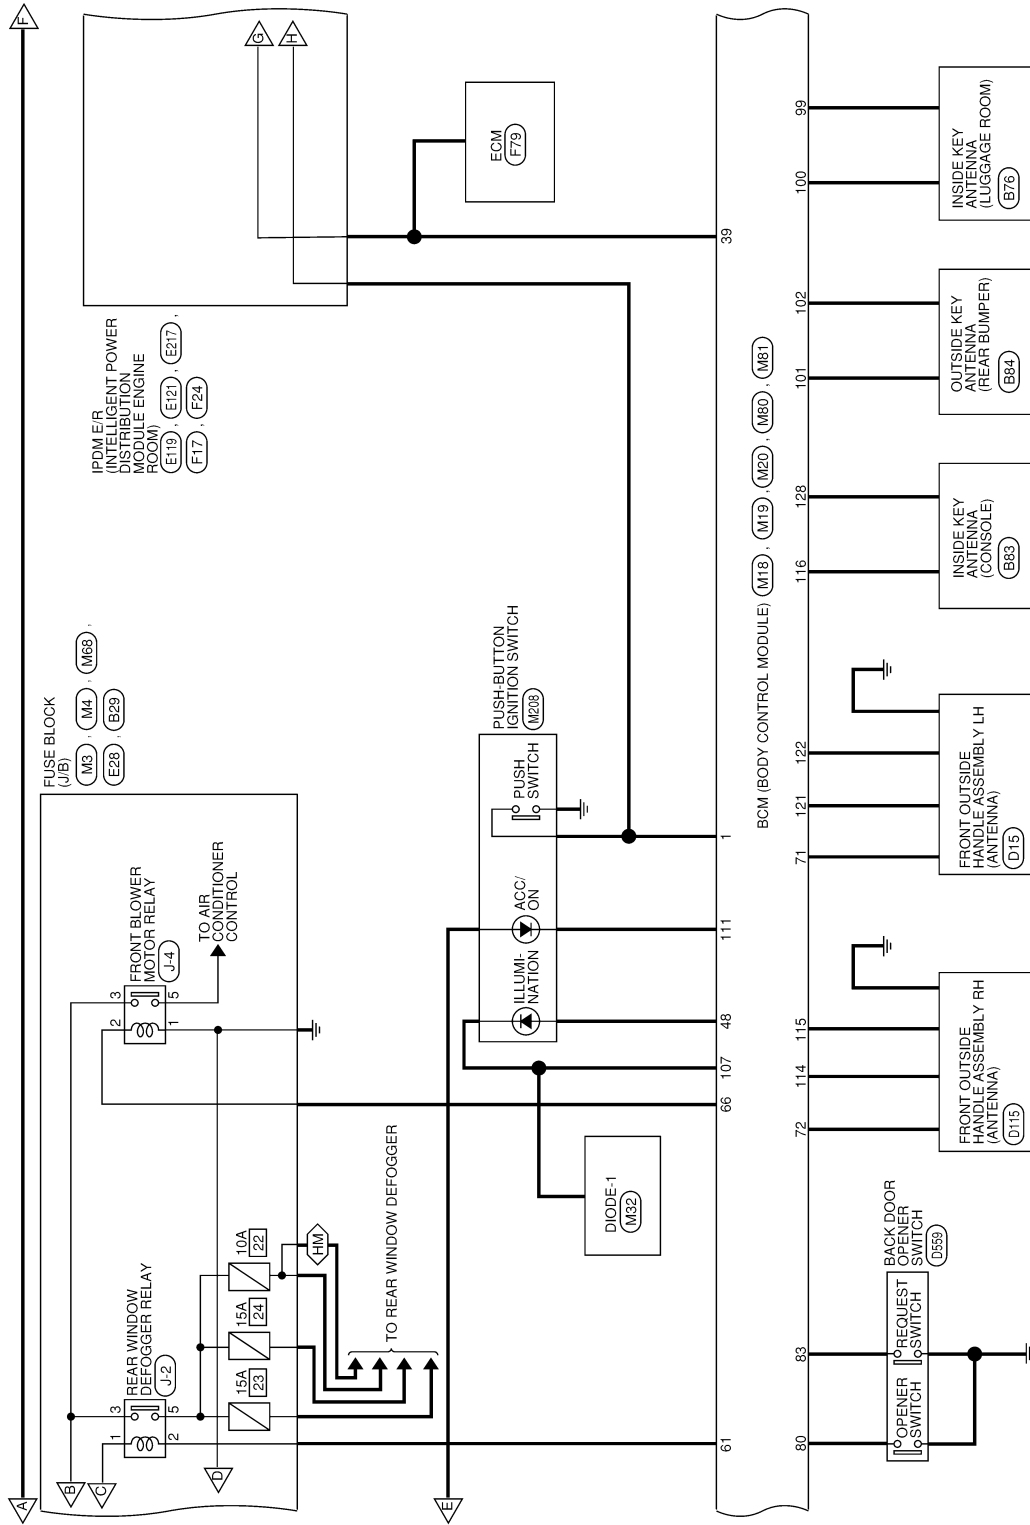 A
F
B
C
D
E
G
H
FUSE BLOCK
(J/B)
M3 , M4 , M68 ,
E28 , B29
REAR WINDOW
DEFOGGER RELAY
J-2
1
3
2
5
15A
23
15A
24
10A
22
HM
TO REAR WINDOW DEFOGGER
FRONT BLOWER
MOTOR RELAY
J-4
2
3
1
5
TO AIR
CONDITIONER
CONTROL
IPDM E/R
(INTELLIGENT POWER
DISTRIBUTION
MODULE ENGINE
ROOM)
E119 , E121 , E217 ,
F17 , F24
ECM
F79
PUSH-BUTTON
IGNITION SWITCH
M208
ILLUMI-
NATION
ACC/
ON
PUSH
SWITCH
DIODE-1
M32
61
66
107
48
111
1
39
BCM (BODY CONTROL MODULE) M18 , M19 , M20 , M80 , M81
80
83
72
114
115
71
121
122
116
128
101
102
100
99
BACK DOOR
OPENER
SWITCH
D559
OPENER
SWITCH
REQUEST
SWITCH
FRONT OUTSIDE
HANDLE ASSEMBLY RH
(ANTENNA)
D115
FRONT OUTSIDE
HANDLE ASSEMBLY LH
(ANTENNA)
D15
INSIDE KEY
ANTENNA
(CONSOLE)
B83
OUTSIDE KEY
ANTENNA
(REAR BUMPER)
B84
INSIDE KEY
ANTENNA
(LUGGAGE ROOM)
B76